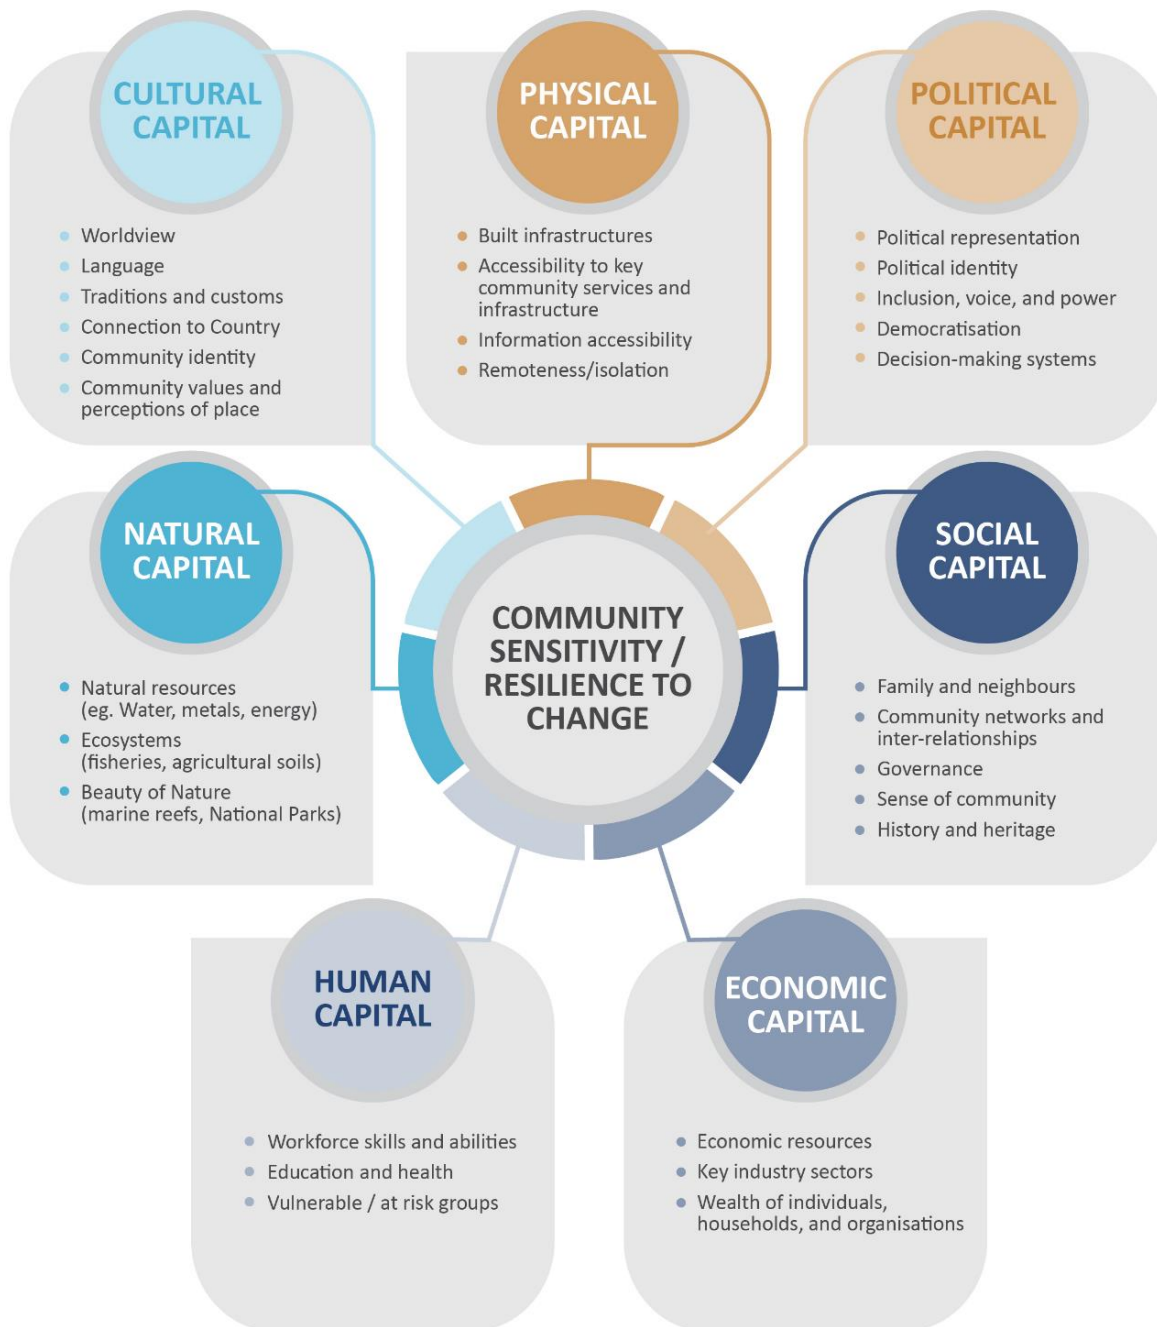 CULTURAL
CAPITAL
Worldview
Language
Traditions and customs
Connection to Country
Community identity
Community values and
perceptions of place
PHYSICAL
CAPITAL
Built infrastructures
Accessibility to key
community services and
infrastructure
Information accessibility
Remoteness/isolation
POLITICAL
CAPITAL
Political representation
Political identity
Inclusion, voice, and power
Democratisation
Decision-making systems
NATURAL
CAPITAL
Natural resources
(eg. Water, metals, energy)
Ecosystems
(fisheries, agricultural soils)
Beauty of Nature
(marine reefs, National Parks)
COMMUNITY
SENSITIVITY /
RESILIENCE TO
CHANGE
SOCIAL
CAPITAL
Family and neighbours
Community networks and
inter-relationships
Governance
Sense of community
History and heritage
HUMAN
CAPITAL
Workforce skills and abilities
Education and health
Vulnerable / at risk groups
ECONOMIC
CAPITAL
Economic resources
Key industry sectors
Wealth of individuals,
households, and organisations